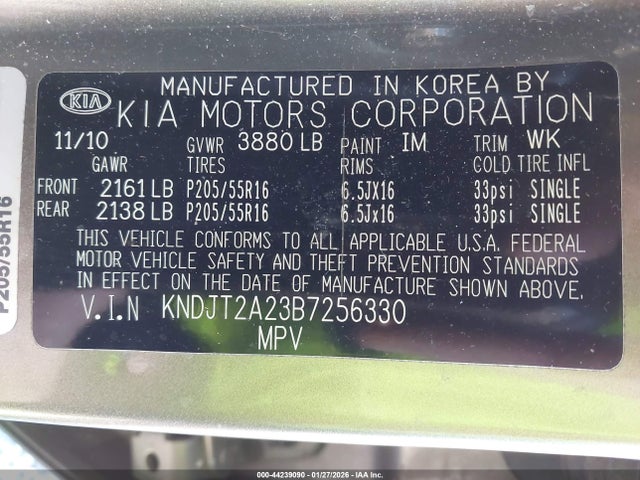 MANUFACTURED IN KOREA BY
KIA KIA MOTORS CORPORATION
11/10 GVWR 3880 LB PAINT IM TRIM WK
GAWR TIRES RIMS COLD TIRE INFL
FRONT 2161 LB P205/55R16 6.5JX16 33psi SINGLE
REAR 2138 LB P205/55R16 6.5Jx16 33psi SINGLE
THIS VEHICLE CONFORMS TO ALL APPLICABLE U.S.A. FEDERAL
MOTOR VEHICLE SAFETY AND THEFT PREVENTION STANDARDS
IN EFFECT ON THE DATE OF MANUFACTURE SHOWN ABOVE.
V.I.N KNDJT2A23B7256330
MPV
P205/55R16
000-44239090 - 01/27/2026 - IAA Inc.